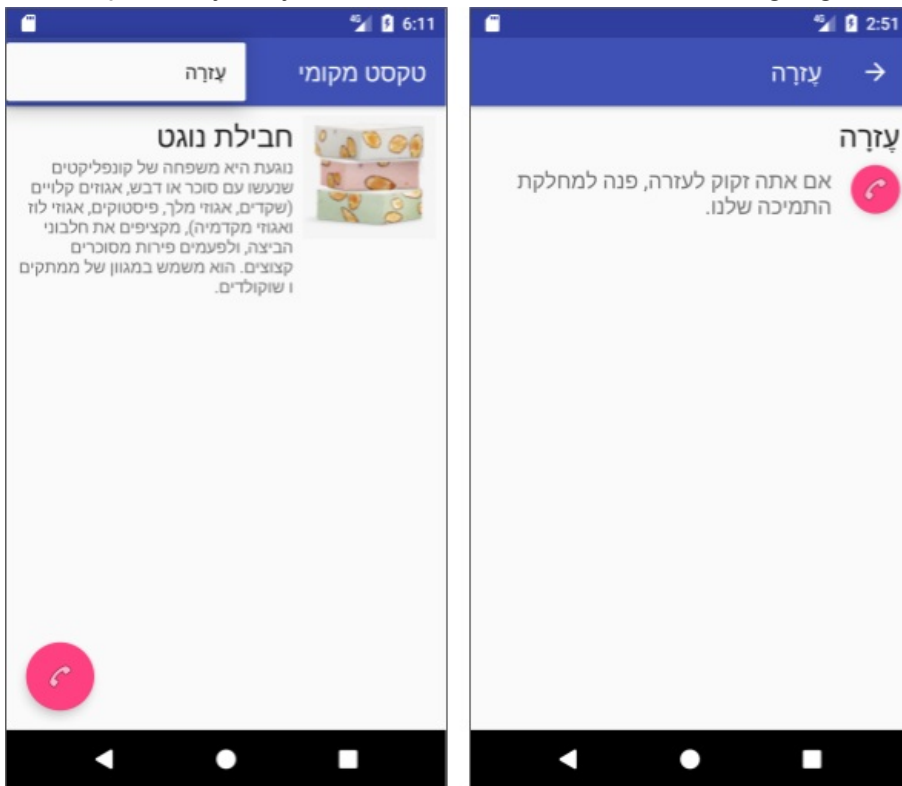 6:11
טקסט מקומי
עֶזרָה
חבילת נוגט
נוגעת היא משפחה של קונפליקטים
שנעשו עם סוכר או דבש, אגוזים קלויים
(שקדים, אגוזי מלך, פיסטוקים, אגוזי לוז
ואגוזי מקדמיה), מקציפים את חלבוני
הביצה, ולפעמים פירות מסוכרים
קצוצים. הוא משמש במגוון של ממתקים
ו שוקולדים.
2:51
עֶזרָה
עֶזרָה
אם אתה זקוק לעזרה, פנה למחלקת
התמיכה שלנו.